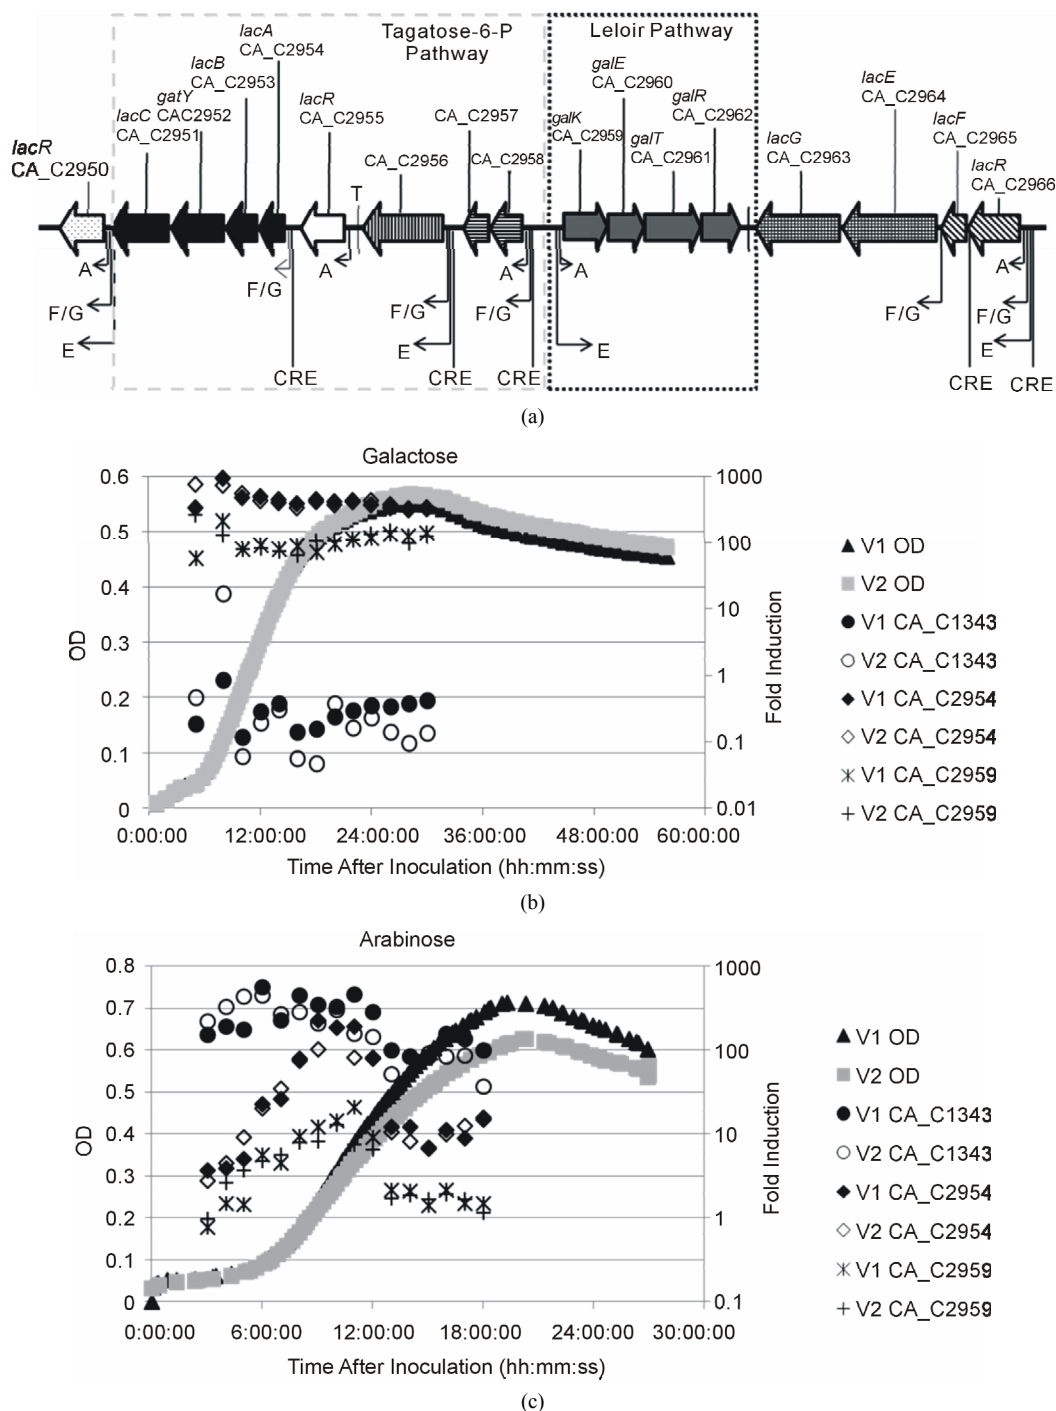 Tagatose-6-P
Pathway
Leloir Pathway
lacR
CA_C2950
lacC
CA_C2951
gatY
CAC2952
lacB
CA_C2953
lacA
CA_C2954
lacR
CA_C2955
T
CA_C2956
CA_C2957
CA_C2958
galK
CA_C2959
galE
CA_C2960
galT
CA_C2961
galR
CA_C2962
lacG
CA_C2963
lacE
CA_C2964
lacF
CA_C2965
lacR
CA_C2966
A
F/G
E
F/G
CRE
A
F/G
E
CRE
A
F/G
CRE
A
E
F/G
CRE
A
F/G
E
CRE
(a)
Galactose
0.6
0.5
0.4
0.3
0.2
0.1
0
OD
1000
100
10
1
0.1
0.01
Fold Induction
0:00:00 12:00:00 24:00:00 36:00:00 48:00:00 60:00:00
Time After Inoculation (hh:mm:ss)
V1 OD
V2 OD
V1 CA_C1343
V2 CA_C1343
V1 CA_C2954
V2 CA_C2954
V1 CA_C2959
V2 CA_C2959
(b)
Arabinose
0.8
0.7
0.6
0.5
0.4
0.3
0.2
0.1
0
OD
1000
100
10
1
0.1
Fold Induction
0:00:00 6:00:00 12:00:00 18:00:00 24:00:00 30:00:00
Time After Inoculation (hh:mm:ss)
V1 OD
V2 OD
V1 CA_C1343
V2 CA_C1343
V1 CA_C2954
V2 CA_C2954
V1 CA_C2959
V2 CA_C2959
(c)